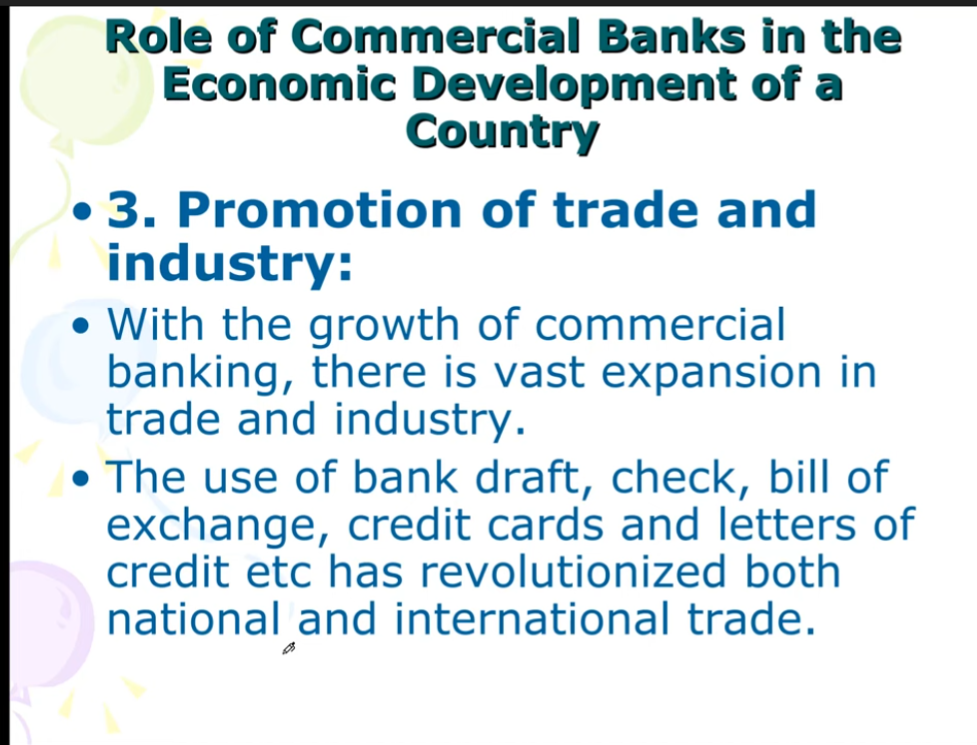 Role of Commercial Banks in the
Economic Development of a
Country
• 3. Promotion of trade and
industry:
• With the growth of commercial
banking, there is vast expansion in
trade and industry.
• The use of bank draft, check, bill of
exchange, credit cards and letters of
credit etc has revolutionized both
national and international trade.